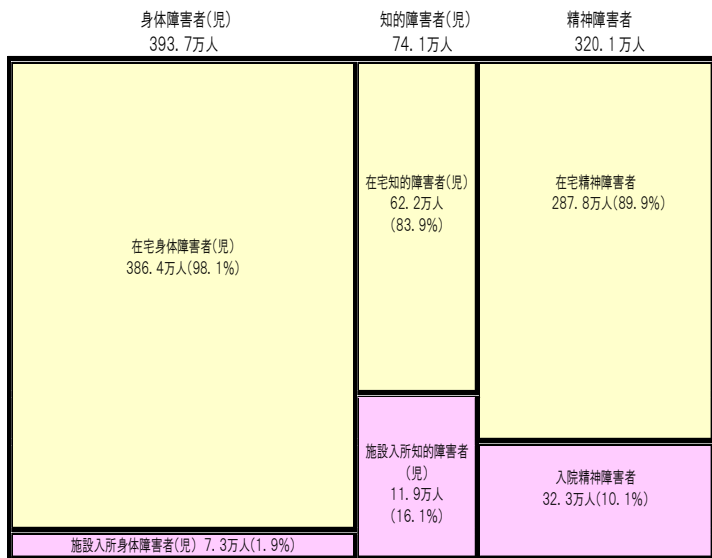 身体障害者(児)
393.7万人
知的障害者(児)
74.1万人
精神障害者
320.1万人
在宅身体障害者(児)
386.4万人(98.1%)
在宅知的障害者(児)
62.2万人
(83.9%)
在宅精神障害者
287.8万人(89.9%)
施設入所身体障害者(児) 7.3万人(1.9%)
施設入所知的障害者
(児)
11.9万人
(16.1%)
入院精神障害者
32.3万人(10.1%)